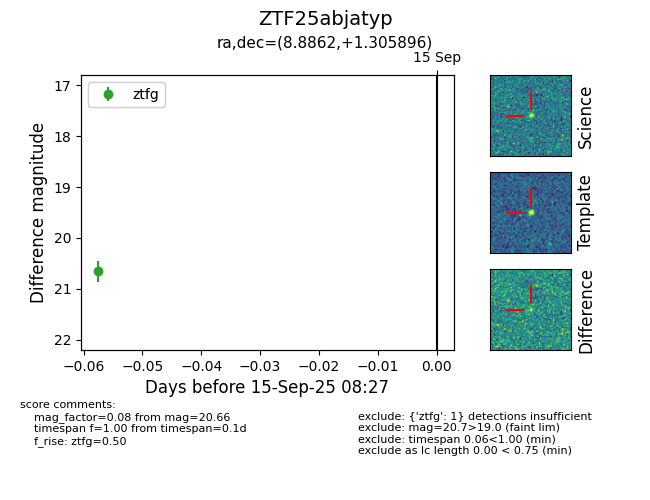 ZTF25abjatyp
ra,dec=(8.8862,+1.305896)
15 Sep
ztfg
17
18
19
20
21
22
Difference magnitude
−0.06
−0.05
−0.04
−0.03
−0.02
−0.01
0.00
Days before 15-Sep-25 08:27
Science
Template
Difference
score comments:
mag_factor=0.08 from mag=20.66
timespan f=1.00 from timespan=0.1d
f_rise: ztfg=0.50
exclude: {'ztfg': 1} detections insufficient
exclude: mag=20.7>19.0 (faint lim)
exclude: timespan 0.06<1.00 (min)
exclude as lc length 0.00 < 0.75 (min)